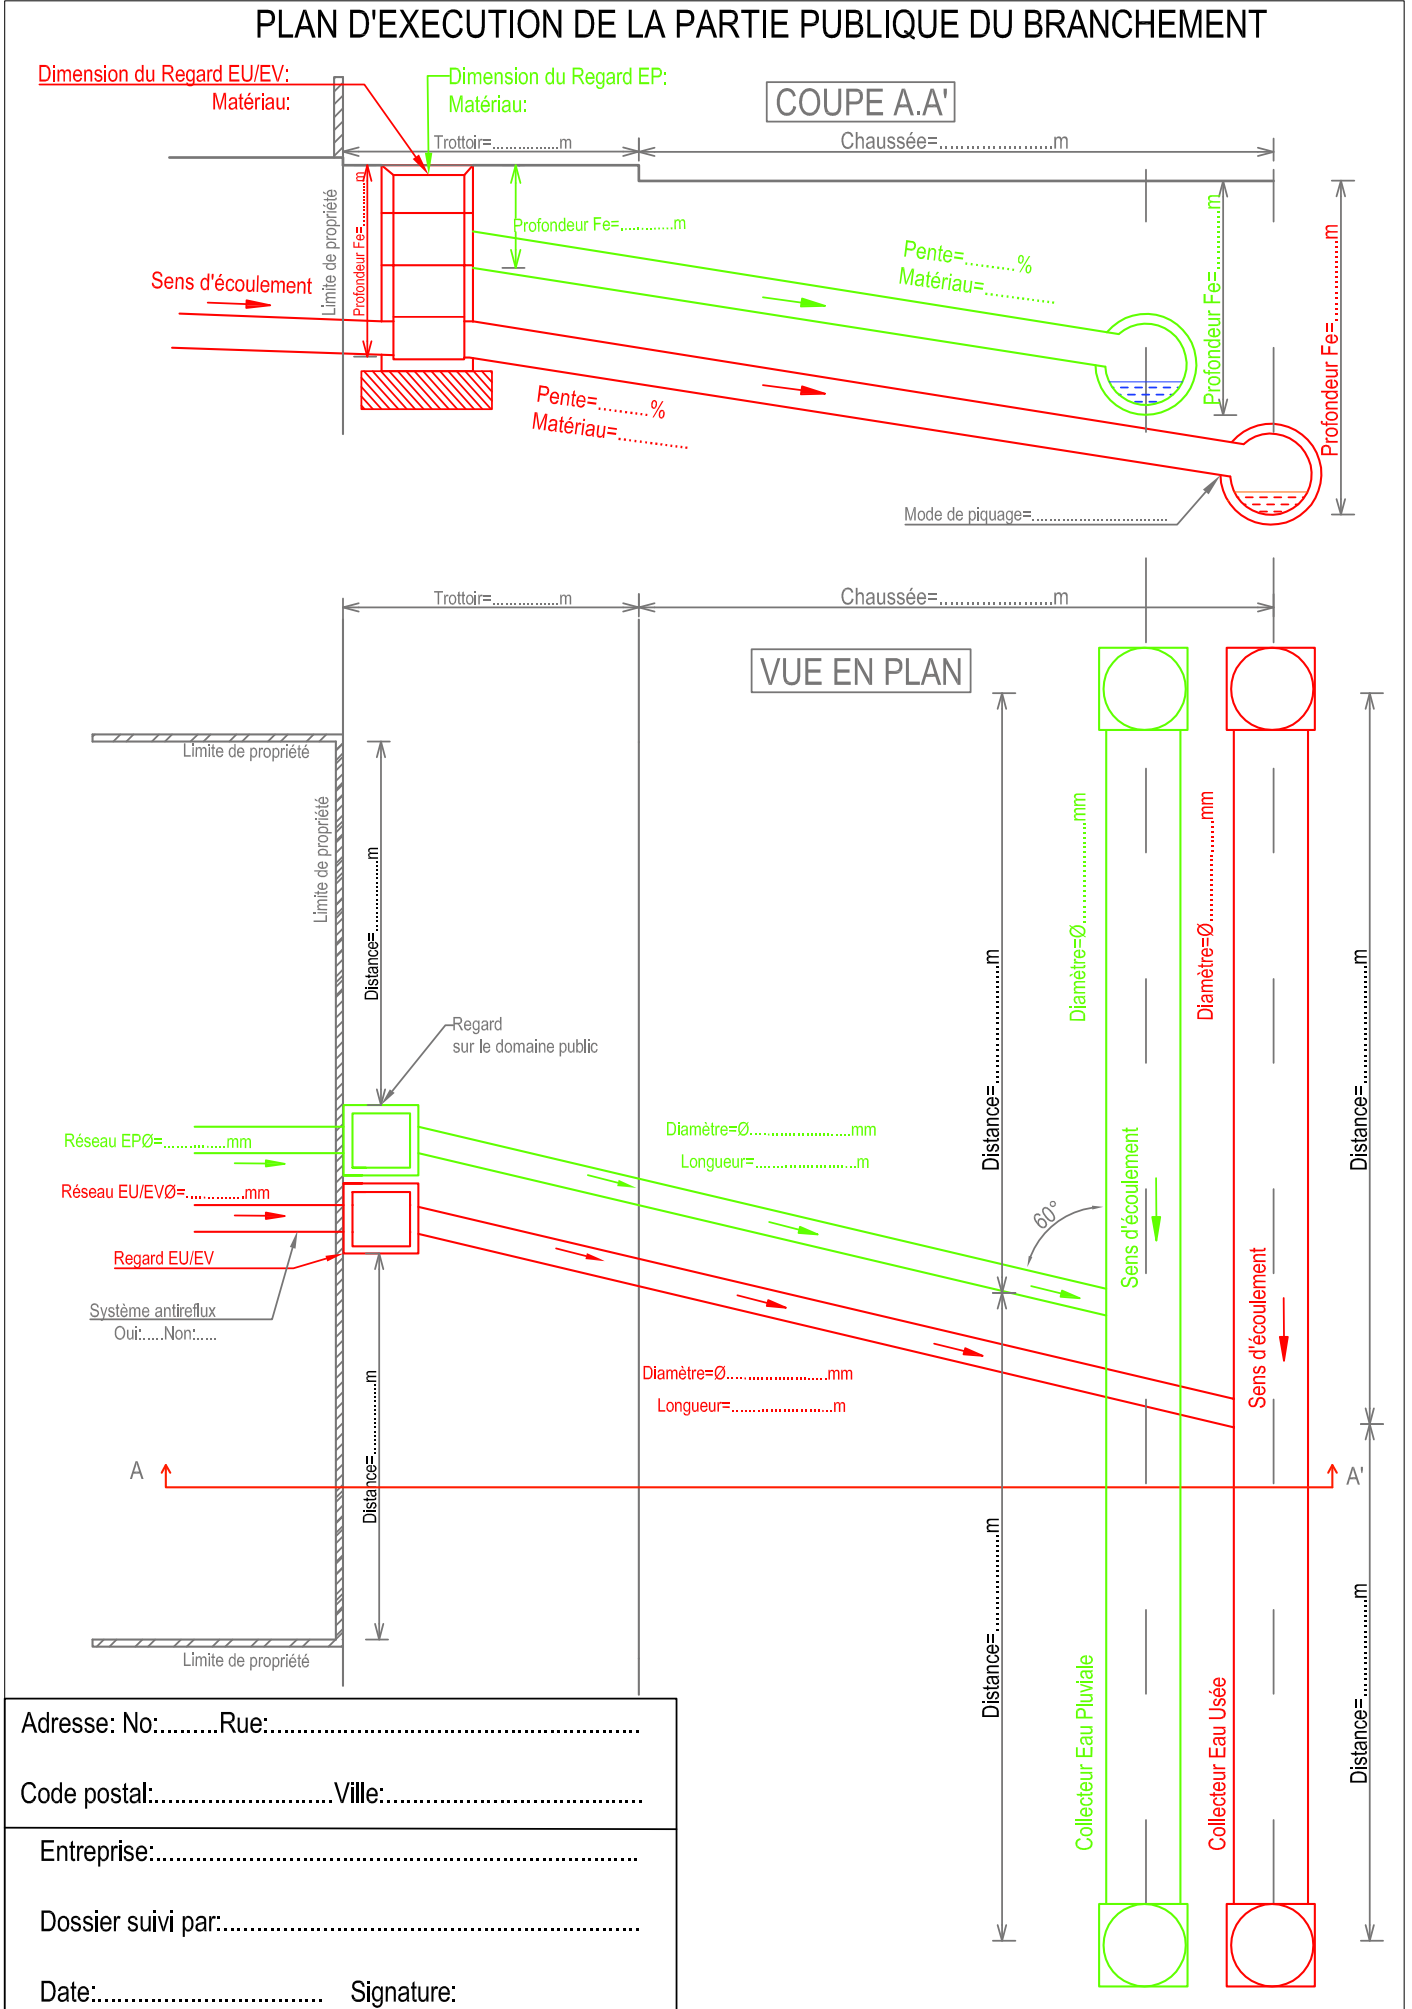 PLAN D'EXECUTION DE LA PARTIE PUBLIQUE DU BRANCHEMENT
Dimension du Regard EU/EV:
Matériau:
Dimension du Regard EP:
Matériau:
COUPE A.A'
Trottoir=...............m
Chaussée=.....................m
Limite de propriété
Profondeur Fe=............m
Profondeur Fe=..............m
Sens d'écoulement
Pente=.........%
Matériau=..............
Profondeur Fe=................m
Profondeur Fe=....................m
Pente=.........%
Matériau=..............
Mode de piquage=..............................
Trottoir=...............m
Chaussée=.....................m
VUE EN PLAN
Limite de propriété
Limite de propriété
Distance=....................m
Diamètre=Ø....................mm
Diamètre=Ø....................mm
Distance=........................m
Distance=........................m
Regard
sur le domaine public
Réseau EPØ=..............mm
Réseau EU/EVØ=.............mm
Regard EU/EV
Système antireflux
Oui:.....Non:.....
Diamètre=Ø.......................mm
Longueur=.......................m
60°
Sens d'écoulement
Sens d'écoulement
Diamètre=Ø.......................mm
Longueur=.......................m
Distance=....................m
A
A'
Distance=........................m
Distance=........................m
Limite de propriété
Collecteur Eau Pluviale
Collecteur Eau Usée
Adresse: No:........Rue:....................................................
Code postal:.........................Ville:....................................
Entreprise:....................................................................
Dossier suivi par:...........................................................
Date:................................ Signature: